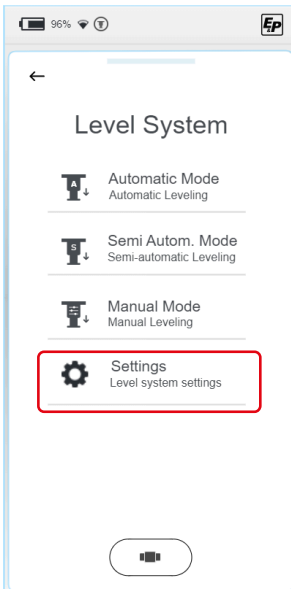 96%
EP
Level System
A
Automatic Mode
Automatic Leveling
S
Semi Autom. Mode
Semi-automatic Leveling
Manual Mode
Manual Leveling
Settings
Level system settings